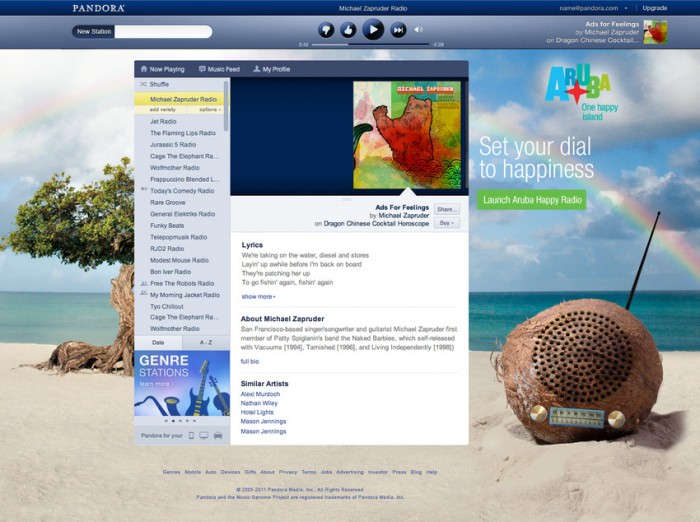 PANDORA
Michael Zapruder Radio
name@pandora.com
Upgrade
New Station
3:42
-0:28
Ads for Feelings
by Michael Zapruder
on Dragon Chinese Cocktail...
Now Playing
Music Feed
My Profile
Shuffle
Michael Zapruder Radio
add variety
options
Jet Radio
The Flaming Lips Radio
Jurassic 5 Radio
Cage The Elephant Ra...
Wolfmother Radio
Frappuccino Blended L...
Today's Comedy Radio
Rare Groove
General Elektriks Radio
Funky Beats
Telepopmusik Radio
RJD2 Radio
Modest Mouse Radio
Bon Iver Radio
Free The Robots Radio
My Morning Jacket Radio
Tyo Chillout
Cage The Elephant Ra...
Wolfmother Radio
Date
A - Z
GENRE
STATIONS
learn more
Pandora for your
MICHAEL ZAPRUDER
Ads For Feelings
by Michael Zapruder
on Dragon Chinese Cocktail Horoscope
Share...
Buy
Lyrics
We're taking on the water, diesel and stores
Layin' up awhile before I'm back on board
They're patching her up
To go fishin' again, fishin' again
show more
About Michael Zapruder
San Francisco-based singer/songwriter and guitarist Michael Zapruder first
member of Patty Spiglanin's band the Naked Barbies, which self-released
with Vacuums [1994], Tarnished [1996], and Living Independently [1998])
full bio
Similar Artists
Alexi Murdoch
Nathan Wiley
Hotel Lights
Mason Jennings
Mason Jennings
ARUBA
One happy
island
Set your dial
to happiness
Launch Aruba Happy Radio
Genres Mobile Auto Devices Gifts About Privacy Terms Jobs Advertising Investor Press Blog Help
© 2005-2011 Pandora Media, Inc., All Rights Reserved
Pandora and the Music Genome Project are registered trademarks of Pandora Media, Inc.